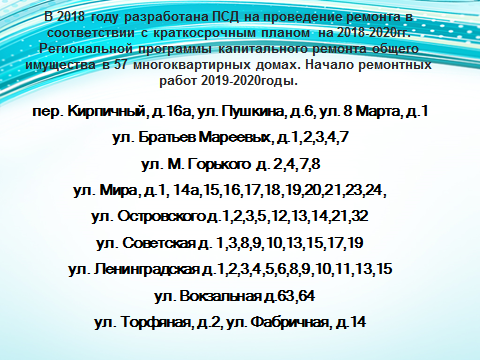 В 2018 году разработана ПСД на проведение ремонта в
соответствии с краткосрочным планом на 2018-2020гг.
Региональной программы капитального ремонта общего
имущества в 57 многоквартирных домах. Начало ремонтных
работ 2019-2020годы.
пер. Кирпичный, д.16а, ул. Пушкина, д.6, ул. 8 Марта, д.1
ул. Братьев Мареевых, д.1,2,3,4,7
ул. М. Горького д. 2,4,7,8
ул. Мира, д.1, 14а,15,16,17,18,19,20,21,23,24,
ул. Островского д.1,2,3,5,12,13,14,21,32
ул. Советская д. 1,3,8,9,10,13,15,17,19
ул. Ленинградская д.1,2,3,4,5,6,8,9,10,11,13,15
ул. Вокзальная д.63,64
ул. Торфяная, д.2, ул. Фабричная, д.14